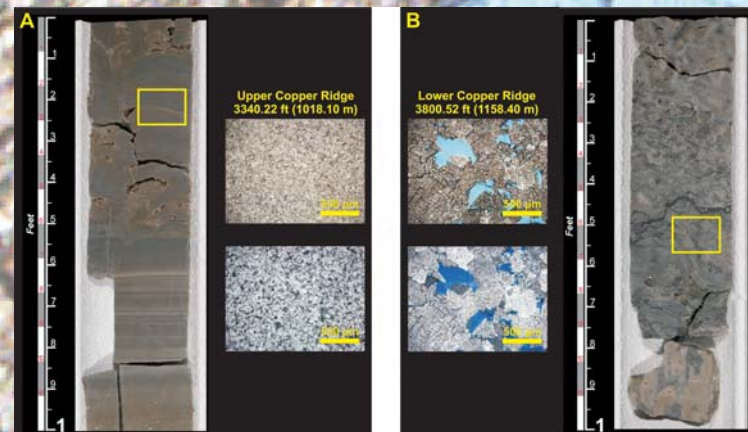 A
Upper Copper Ridge
3340.22 ft (1018.10 m)
500 µm
500 µm
Feet
.1
.2
.3
.4
.5
.6
.7
.8
.9
1
B
Lower Copper Ridge
3800.52 ft (1158.40 m)
500 µm
500 µm
Feet
.1
.2
.3
.4
.5
.6
.7
.8
.9
1